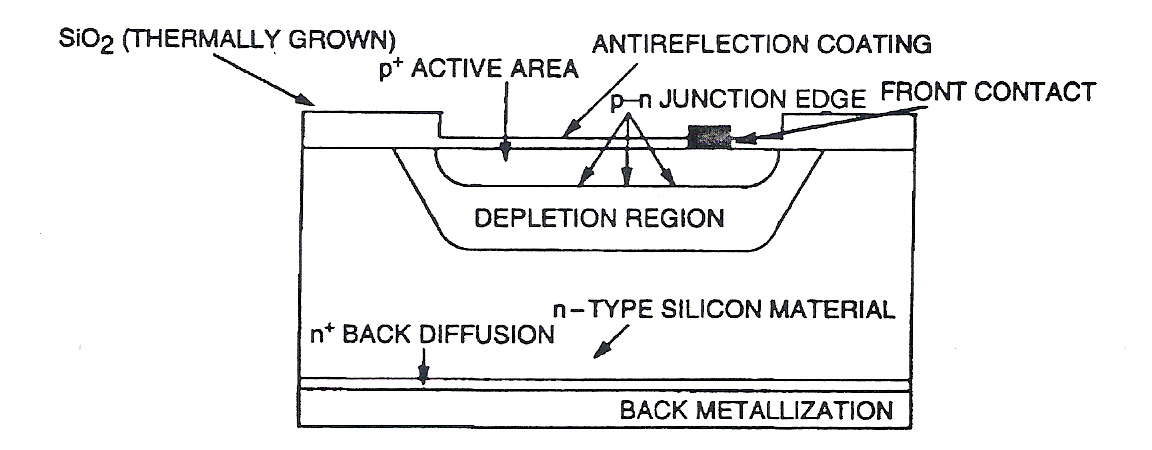 SiO2 (THERMALLY GROWN)
ANTIREFLECTION COATING
p+ ACTIVE AREA
p–n JUNCTION EDGE
FRONT CONTACT
DEPLETION REGION
n–TYPE SILICON MATERIAL
n+ BACK DIFFUSION
BACK METALLIZATION